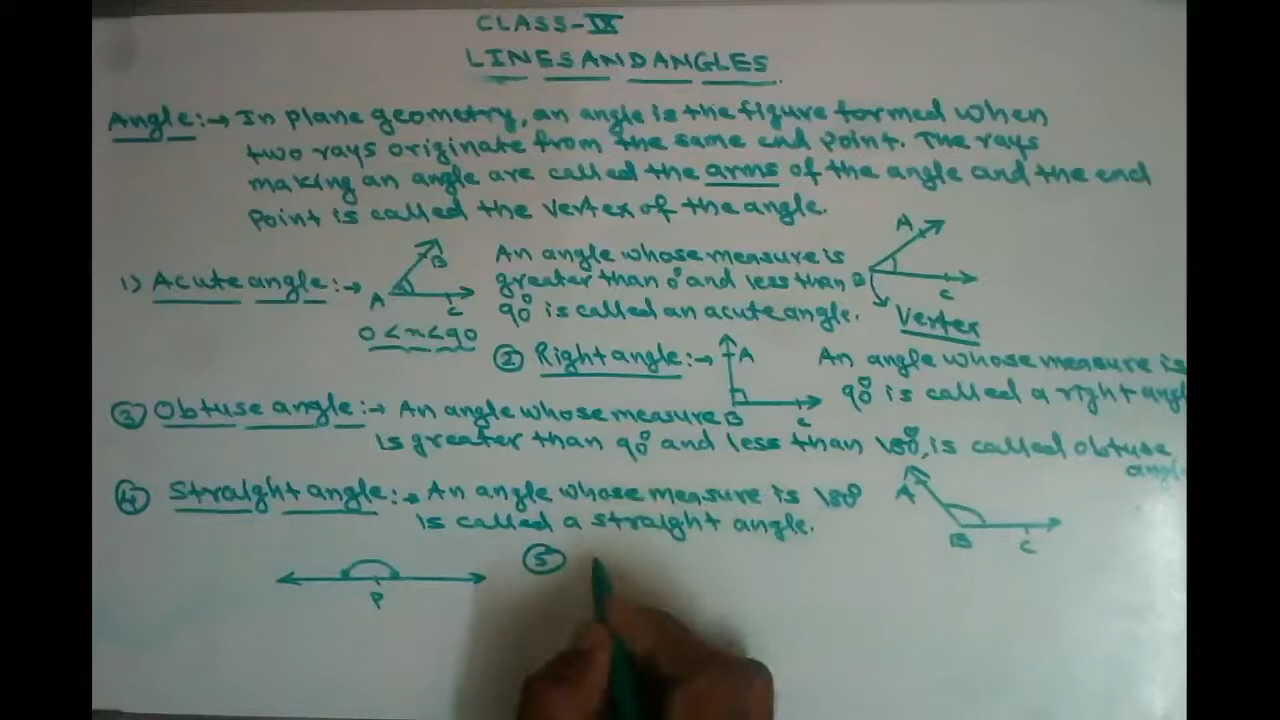 CLASS-IX
LINES AND ANGLES
Angle:→ In plane geometry, an angle is the figure formed when
two rays originate from the same end point. The rays
making an angle are called the arms of the angle and the end
point is called the vertex of the angle.
1) Acute angle:→
A
B
C
0<x<90
An angle whose measure is
greater than 0° and less than
90° is called an acute angle.
A
B
C
Vertex
② Right angle:→
A
B
C
An angle whose measure is
90° is called a right angl
③ Obtuse angle:→ An angle whose measure
is greater than 90° and less than 180°, is called obtuse
angl
A
B
C
④ Straight angle:→ An angle whose measure is 180°
is called a straight angle.
P
⑤